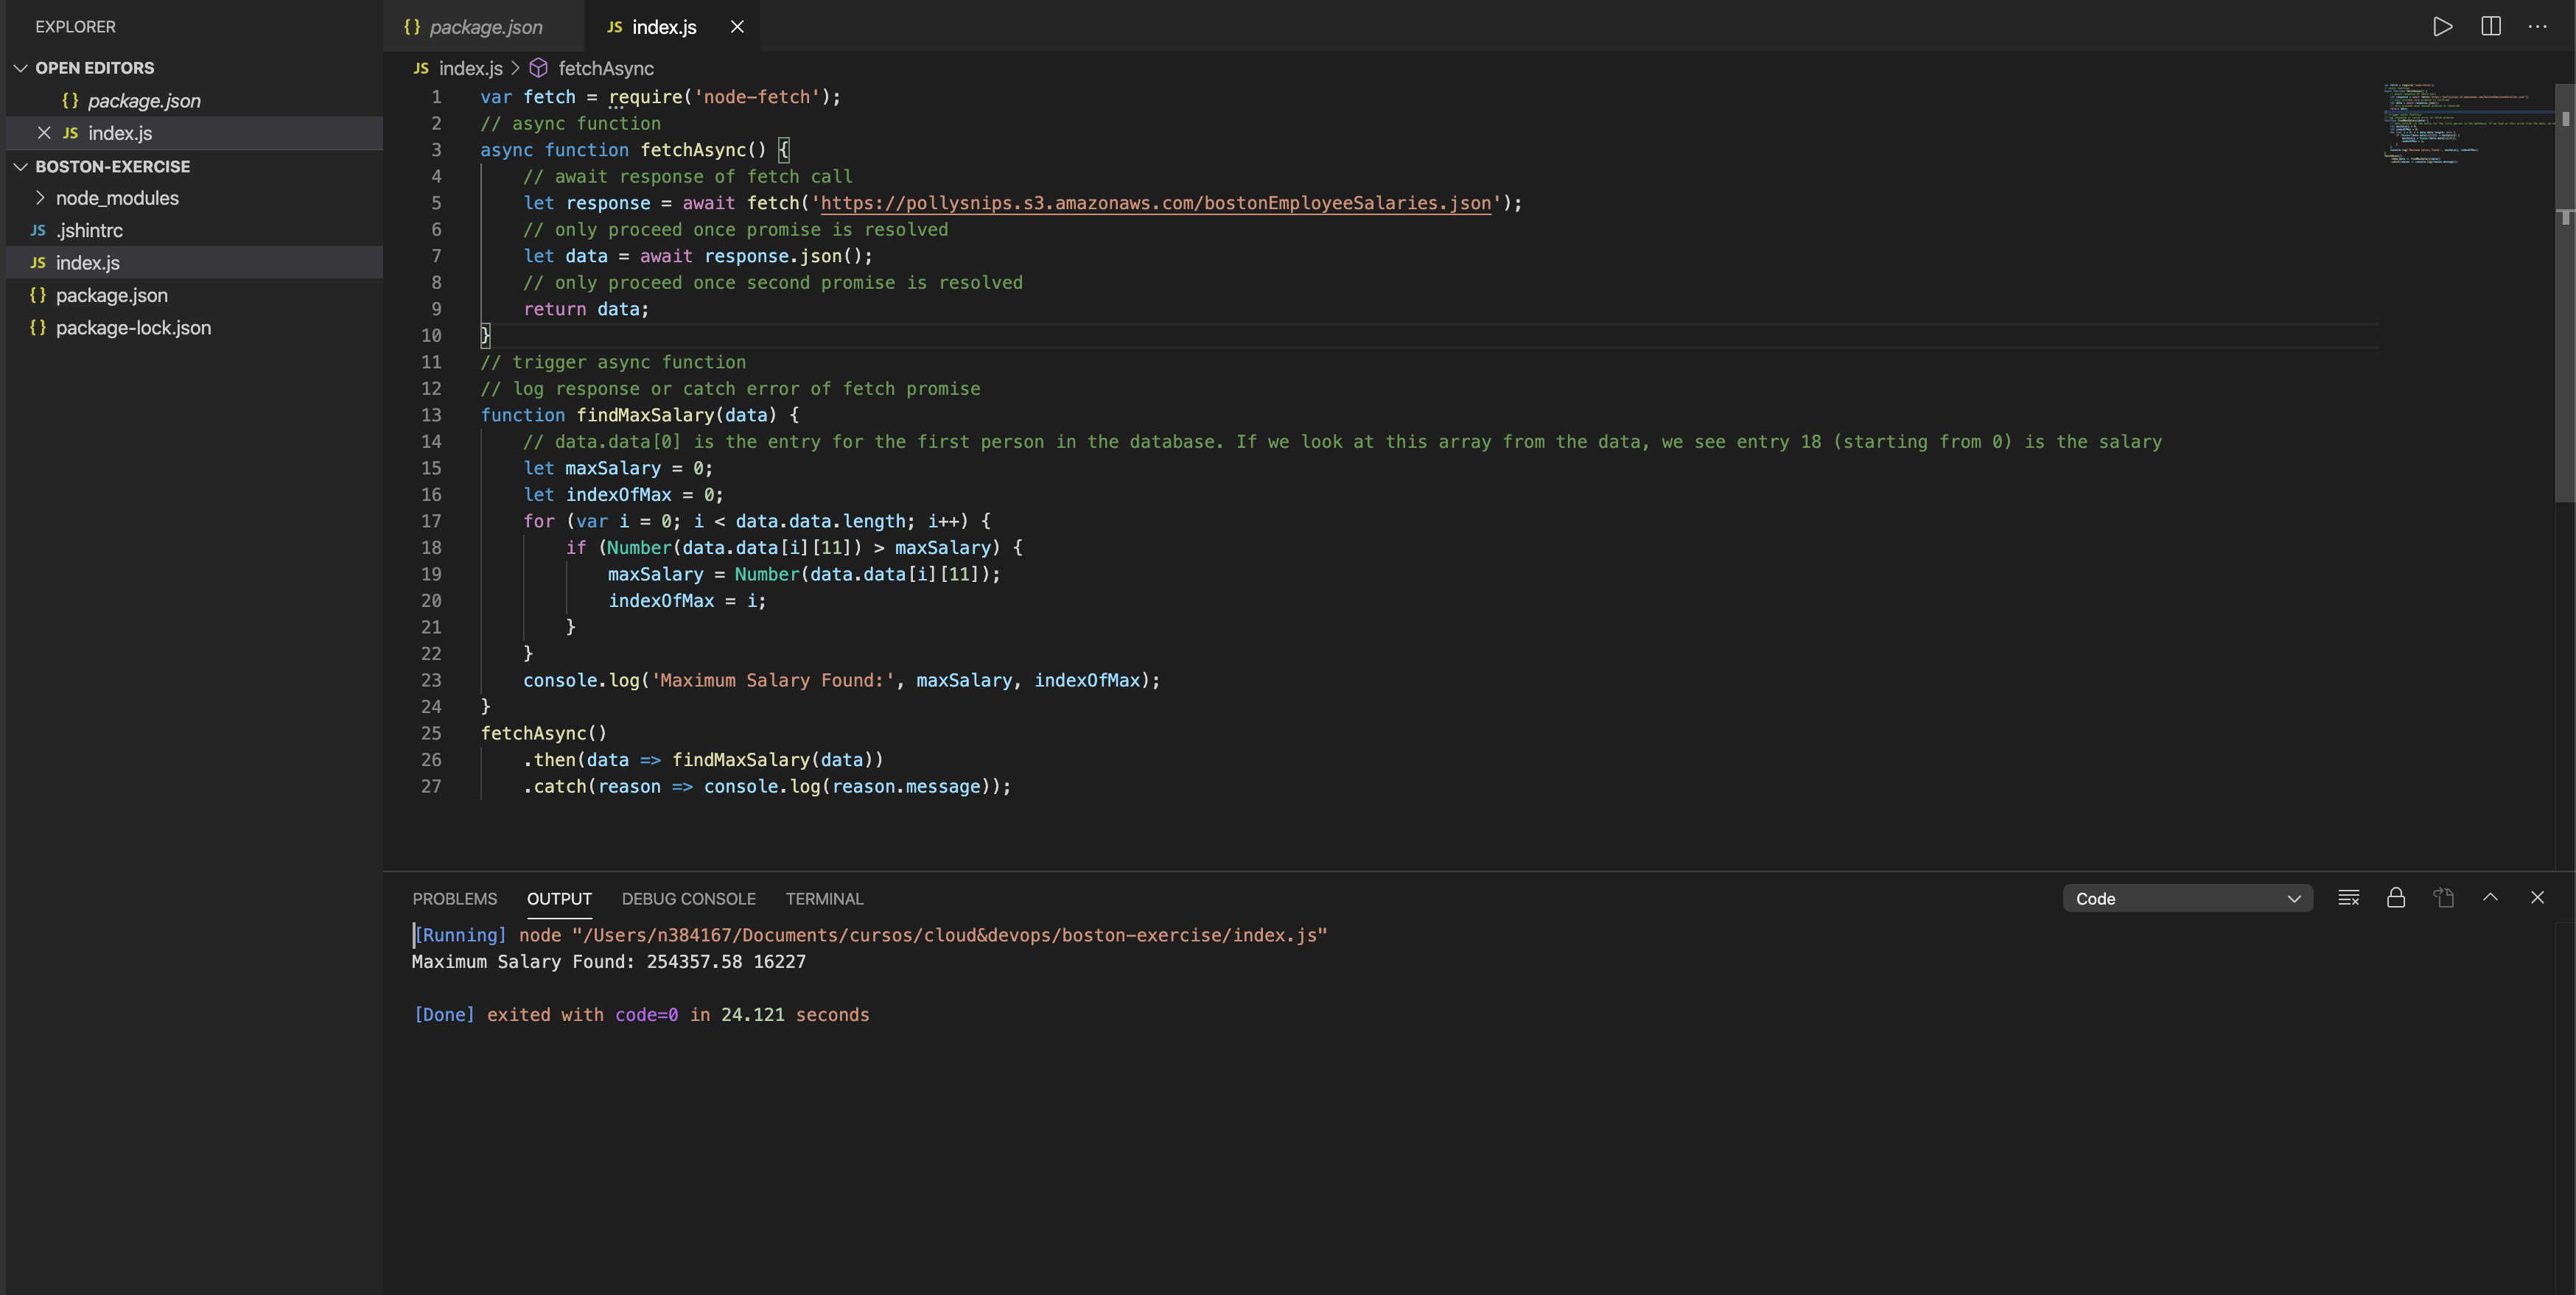 EXPLORER
OPEN EDITORS
{} package.json
JS index.js
BOSTON-EXERCISE
node_modules
JS .jshintrc
JS index.js
{} package.json
{} package-lock.json
{} package.json
JS index.js
JS index.js > fetchAsync
1 var fetch = require('node-fetch');
2 // async function
3 async function fetchAsync() {
4 // await response of fetch call
5 let response = await fetch('https://pollysnips.s3.amazonaws.com/bostonEmployeeSalaries.json');
6 // only proceed once promise is resolved
7 let data = await response.json();
8 // only proceed once second promise is resolved
9 return data;
10 }
11 // trigger async function
12 // log response or catch error of fetch promise
13 function findMaxSalary(data) {
14 // data.data[0] is the entry for the first person in the database. If we look at this array from the data, we see entry 18 (starting from 0) is the salary
15 let maxSalary = 0;
16 let indexOfMax = 0;
17 for (var i = 0; i < data.data.length; i++) {
18 if (Number(data.data[i][11]) > maxSalary) {
19 maxSalary = Number(data.data[i][11]);
20 indexOfMax = i;
21 }
22 }
23 console.log('Maximum Salary Found:', maxSalary, indexOfMax);
24 }
25 fetchAsync()
26 .then(data => findMaxSalary(data))
27 .catch(reason => console.log(reason.message));
PROBLEMS OUTPUT DEBUG CONSOLE TERMINAL
Code
[Running] node "/Users/n384167/Documents/cursos/cloud&devops/boston-exercise/index.js"
Maximum Salary Found: 254357.58 16227
[Done] exited with code=0 in 24.121 seconds